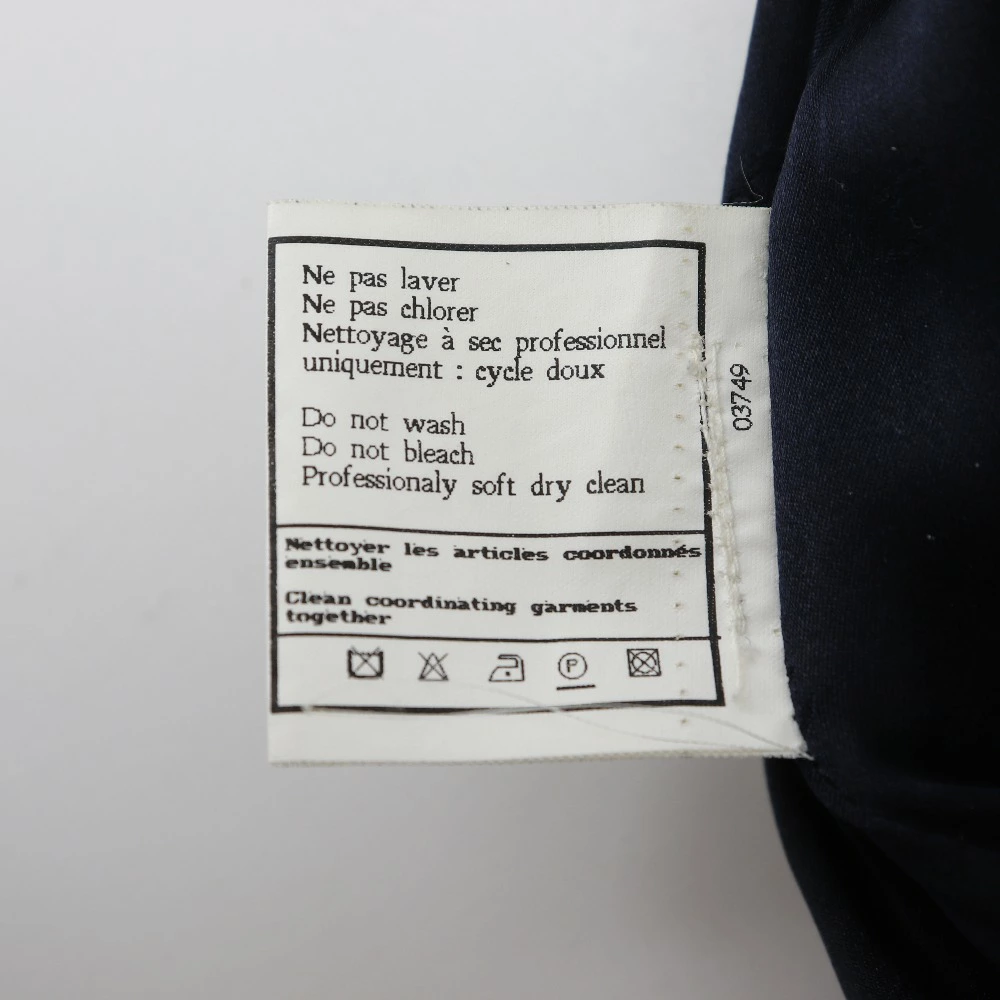 Ne pas laver
Ne pas chlorer
Nettoyage à sec professionnel
uniquement : cycle doux
Do not wash
Do not bleach
Professionaly soft dry clean
Nettoyer les articles coordonnés
ensemble
Clean coordinating garments
together
P
03749